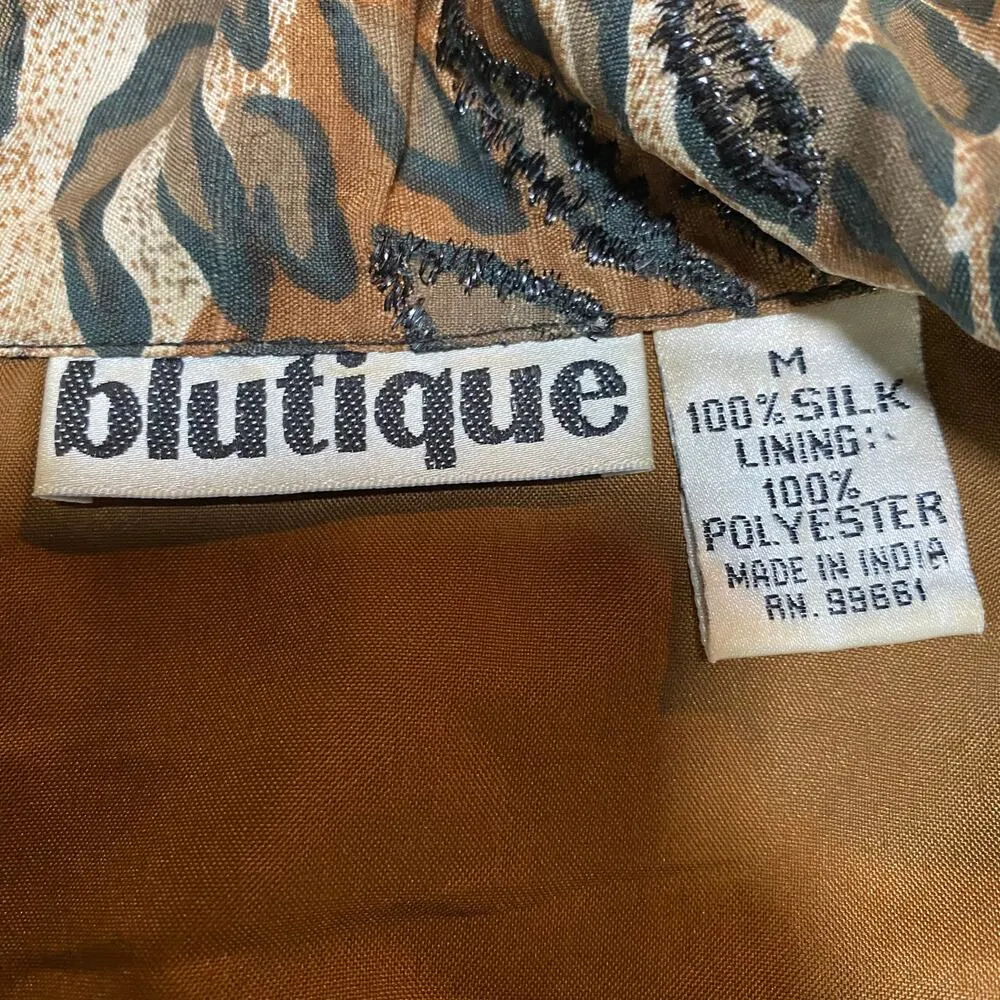 blutique
M
100% SILK
LINING:
100%
POLYESTER
MADE IN INDIA
RN. 99661